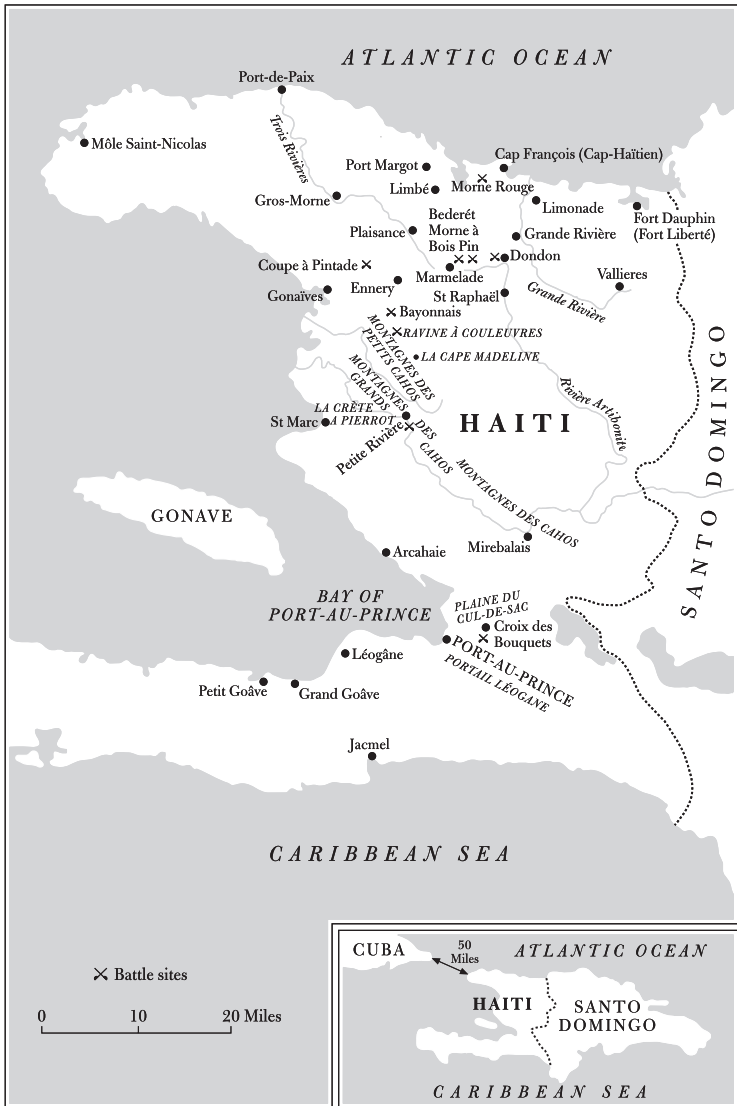 ATLANTIC OCEAN
Port-de-Paix
Môle Saint-Nicolas
Trois Rivières
Cap François (Cap-Haïtien)
Port Margot
Morne Rouge
Limbé
Gros-Morne
Limonade
Fort Dauphin
(Fort Liberté)
Bederét
Morne à
Bois Pin
Plaisance
Grande Rivière
Dondon
Coupe à Pintade
Marmelade
Vallieres
Ennery
Gonaïves
St Raphaël
Grande Rivière
Bayonnais
RAVINE À COULEUVRES
MONTAGNES DES
PETITS CAHOS
LA CAPE MADELINE
MONTAGNES
GRANDS
DES
CAHOS
Rivière Artibonite
LA CRÈTE
A PIERROT
St Marc
HAITI
Petite Rivière
MONTAGNES DES CAHOS
SANTO DOMINGO
GONAVE
Mirebalais
Arcahaie
BAY OF
PORT-AU-PRINCE
PLAINE DU
CUL-DE-SAC
Croix des
Bouquets
PORT-AU-PRINCE
PORTAIL LÉOGANE
Léogâne
Petit Goâve
Grand Goâve
Jacmel
CARIBBEAN SEA
Battle sites
0 10 20 Miles
CUBA
50
Miles
ATLANTIC OCEAN
HAITI
SANTO
DOMINGO
CARIBBEAN SEA